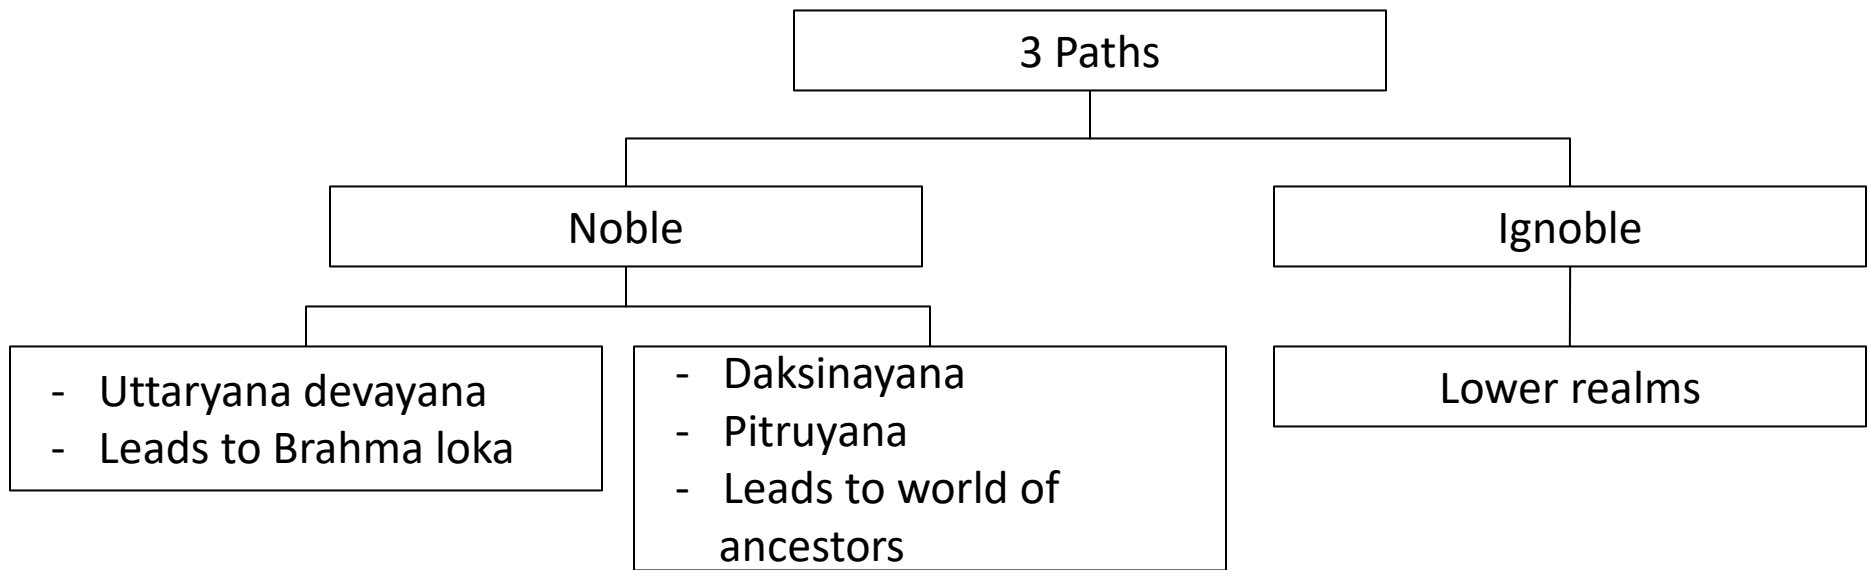 3 Paths
Noble
Ignoble
- Uttaryana devayana
- Leads to Brahma loka
- Daksinayana
- Pitruyana
- Leads to world of
ancestors
Lower realms